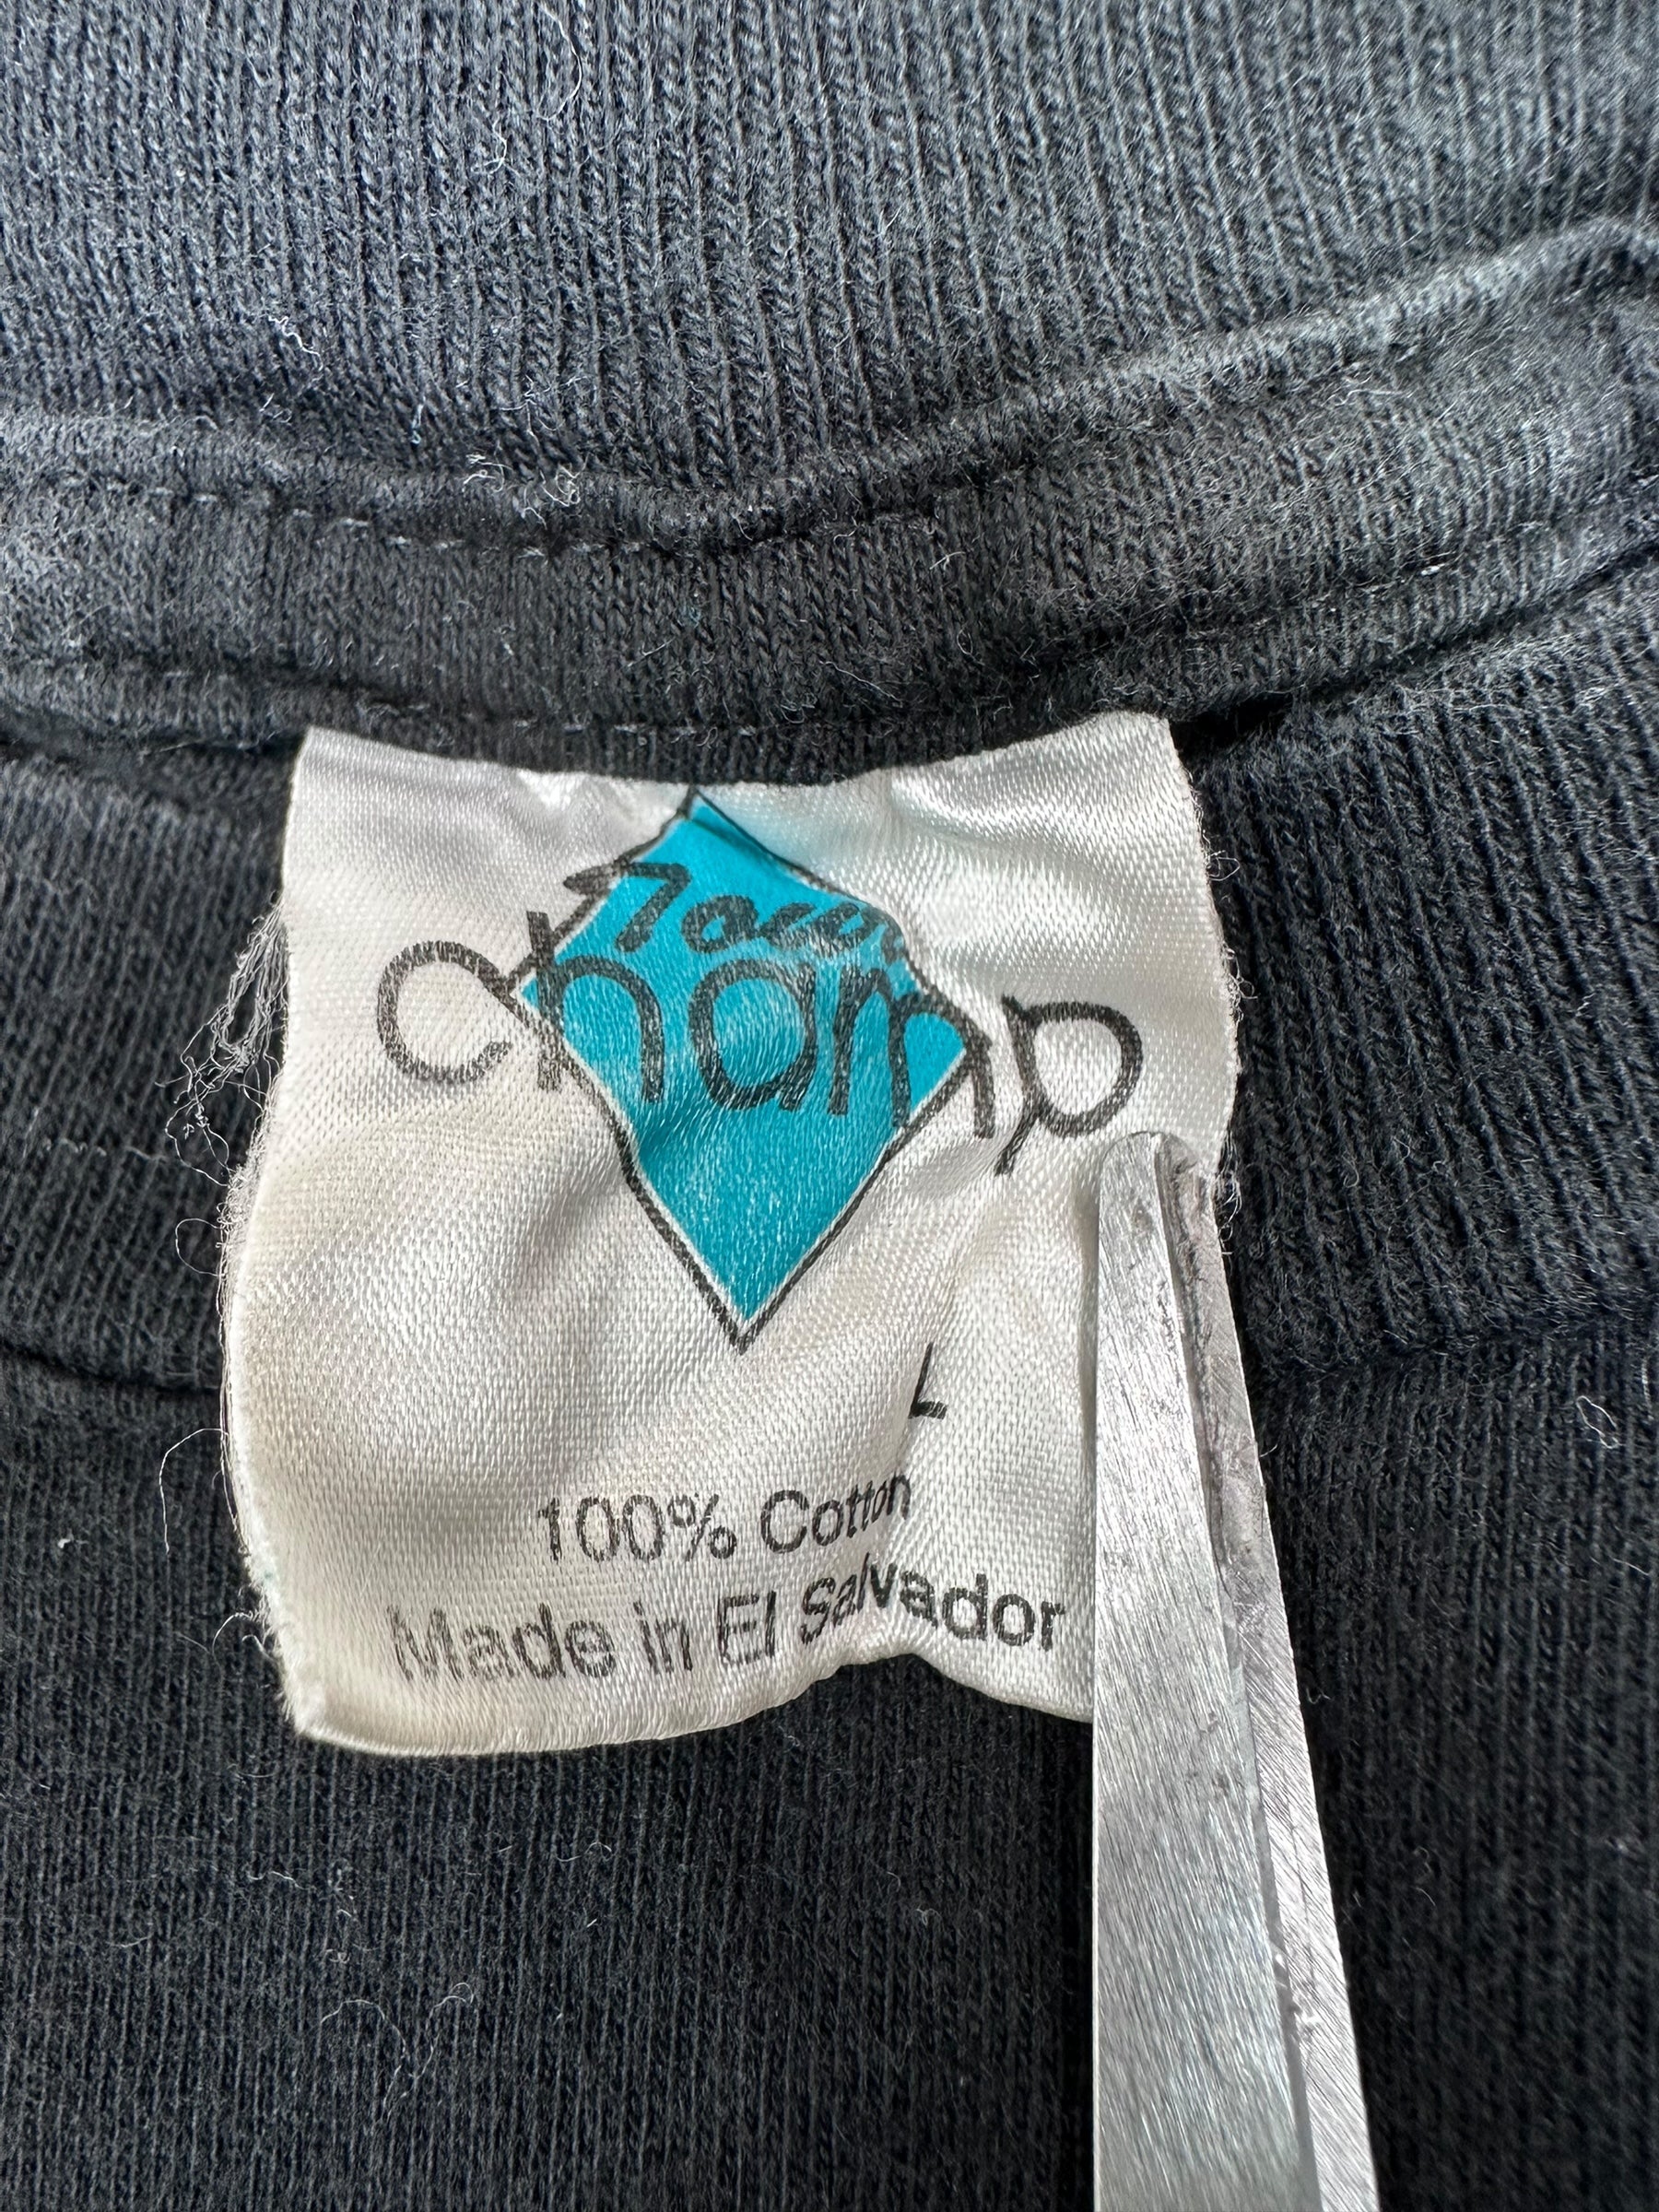 Tour
Champ
L
100% Cotton
Made in El Salvador